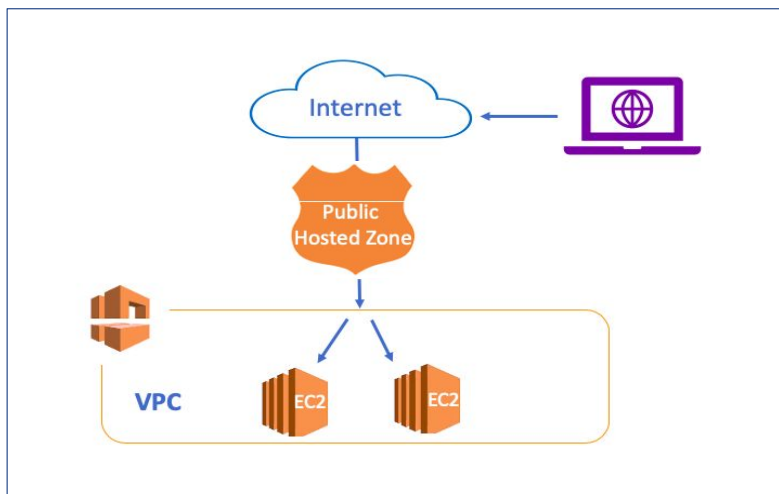 Internet
Public
Hosted Zone
VPC
EC2
EC2